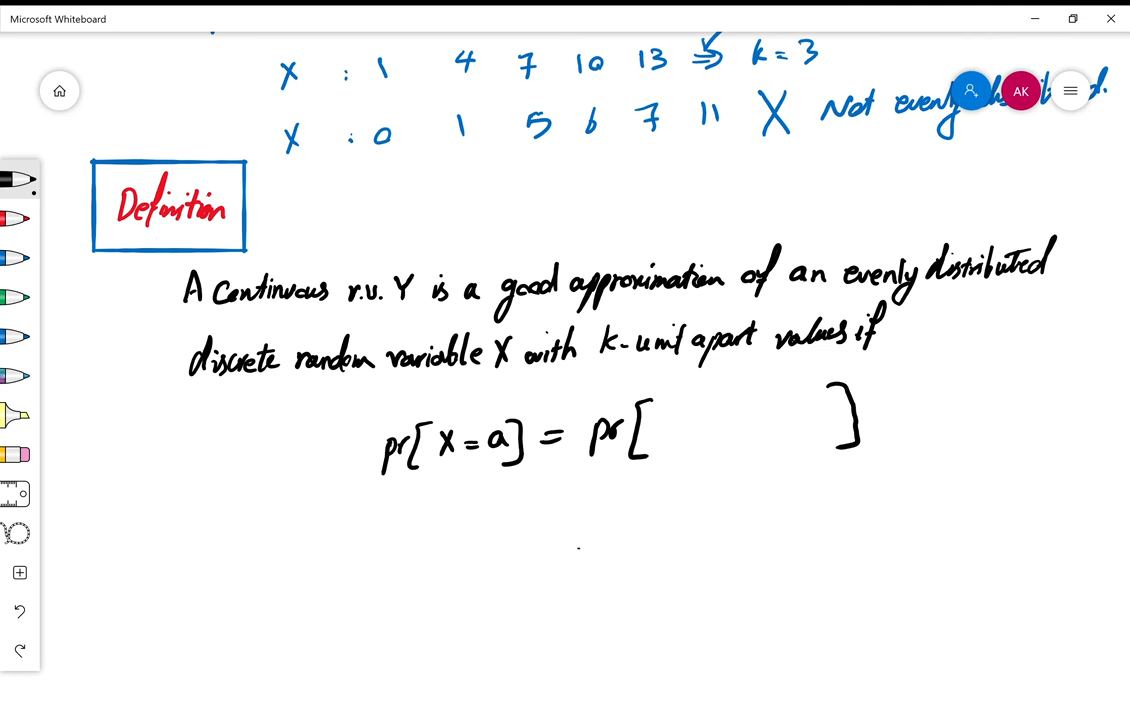 Microsoft Whiteboard
X : 1 4 7 10 13 ⇒ k = 3
AK
X : 0 1 5 6 7 11 X Not evenly
Definition
A continuous r.v. Y is a good approximation of an evenly distributed
discrete random variable X with k-unit apart values if
pr[ X = a ] = pr[ ]